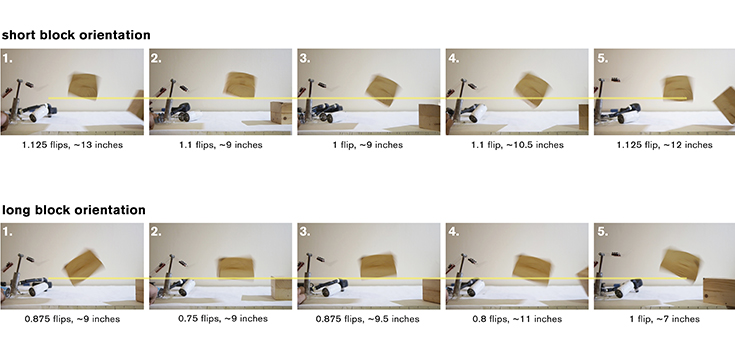 short block orientation
1. 2. 3. 4. 5.
1.125 flips, ~13 inches
1.1 flips, ~9 inches
1 flip, ~9 inches
1.1 flip, ~10.5 inches
1.125 flip, ~12 inches
long block orientation
1. 2. 3. 4. 5.
0.875 flips, ~9 inches
0.75 flips, ~9 inches
0.875 flips, ~9.5 inches
0.8 flips, ~11 inches
1 flip, ~7 inches